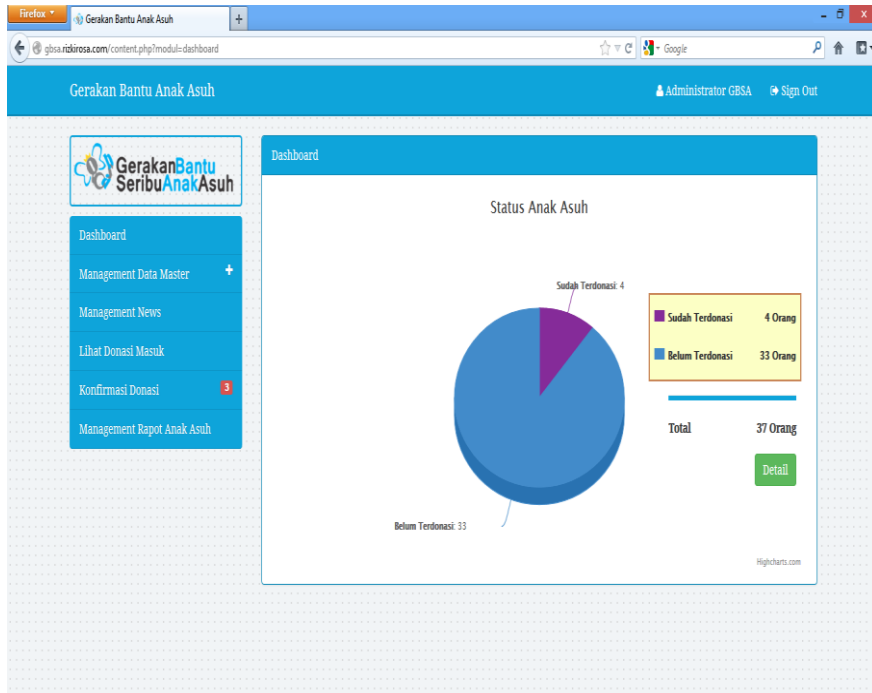 Firefox
Gerakan Bantu Anak Asuh
gbsa.rizkirosa.com/content.php?modul=dashboard
Google
Gerakan Bantu Anak Asuh
Administrator GBSA
Sign Out
GerakanBantu
SeribuAnakAsuh
Dashboard
Management Data Master
Management News
Lihat Donasi Masuk
Konfirmasi Donasi 3
Management Rapot Anak Asuh
Dashboard
Status Anak Asuh
Sudah Terdonasi: 4
Belum Terdonasi: 33
Sudah Terdonasi 4 Orang
Belum Terdonasi 33 Orang
Total 37 Orang
Detail
Highcharts.com